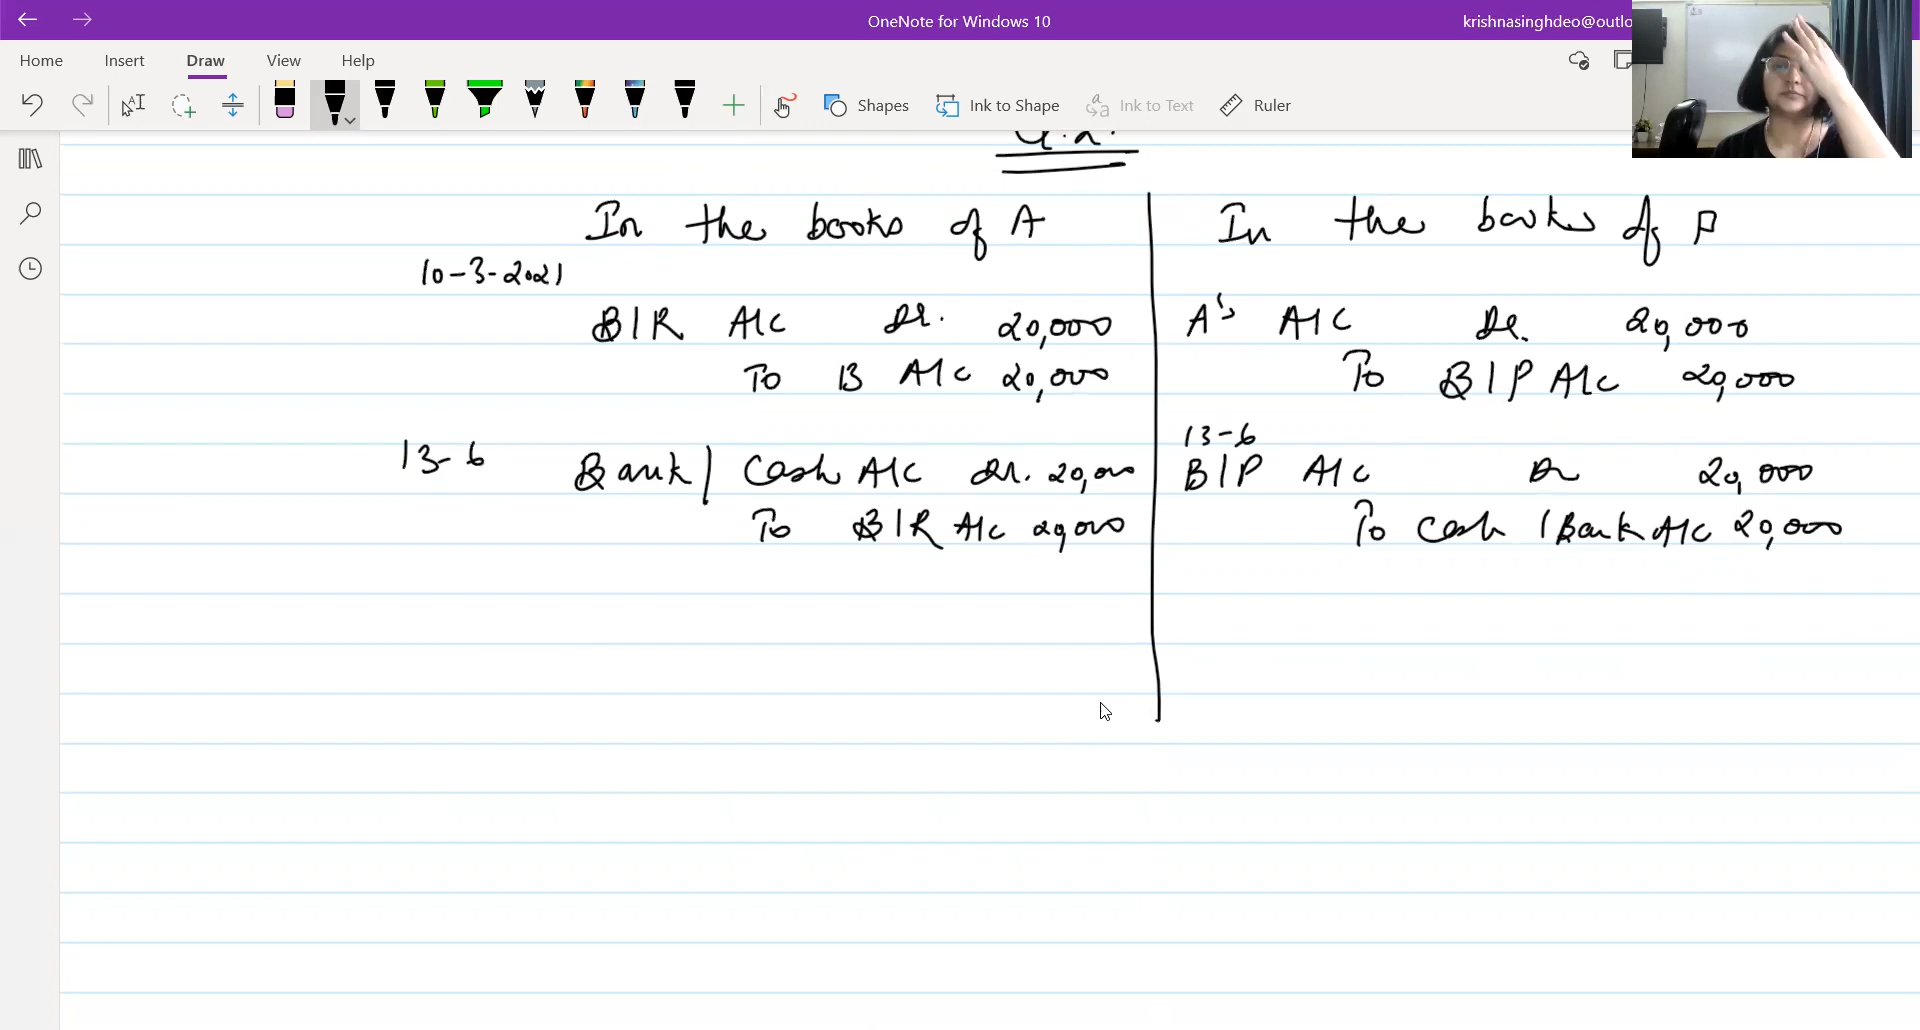 OneNote for Windows 10
krishnasinghdeo@outlo
Home Insert Draw View Help
Shapes Ink to Shape Ink to Text Ruler
In the books of A
10-3-2021
B/R A/C Dr. 20,000
To B A/C 20,000
13-6 Bank / Cash A/C Dr. 20,000
To B/R A/C 20,000
In the books of B
A's A/C Dr. 20,000
To B/P A/C 20,000
13-6
B/P A/C Dr 20,000
To Cash / Bank A/C 20,000